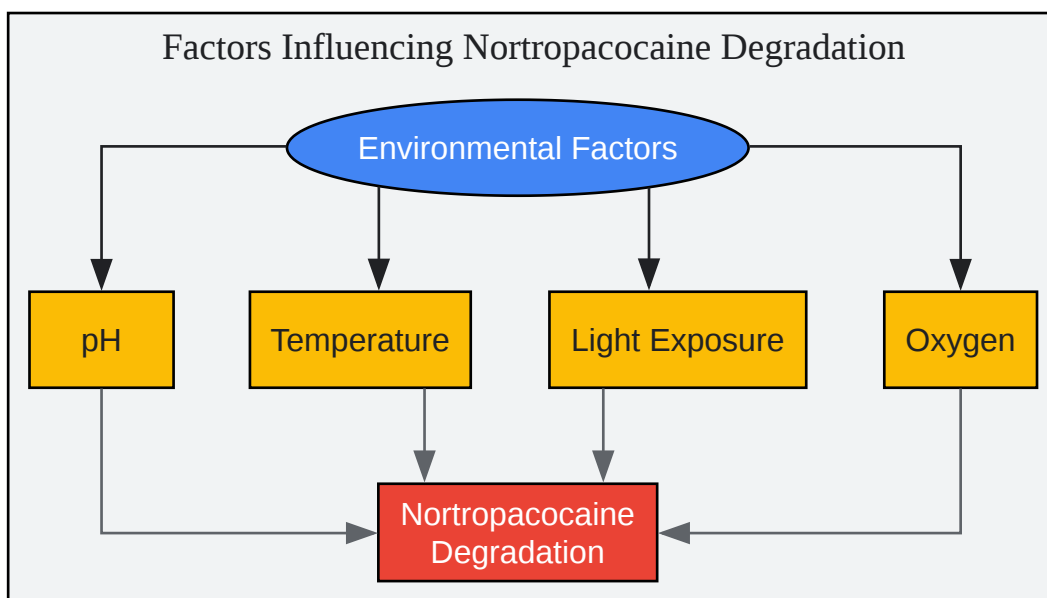 Factors Influencing Nortropacocaine Degradation
Environmental Factors
pH
Temperature
Light Exposure
Oxygen
Nortropacocaine
Degradation